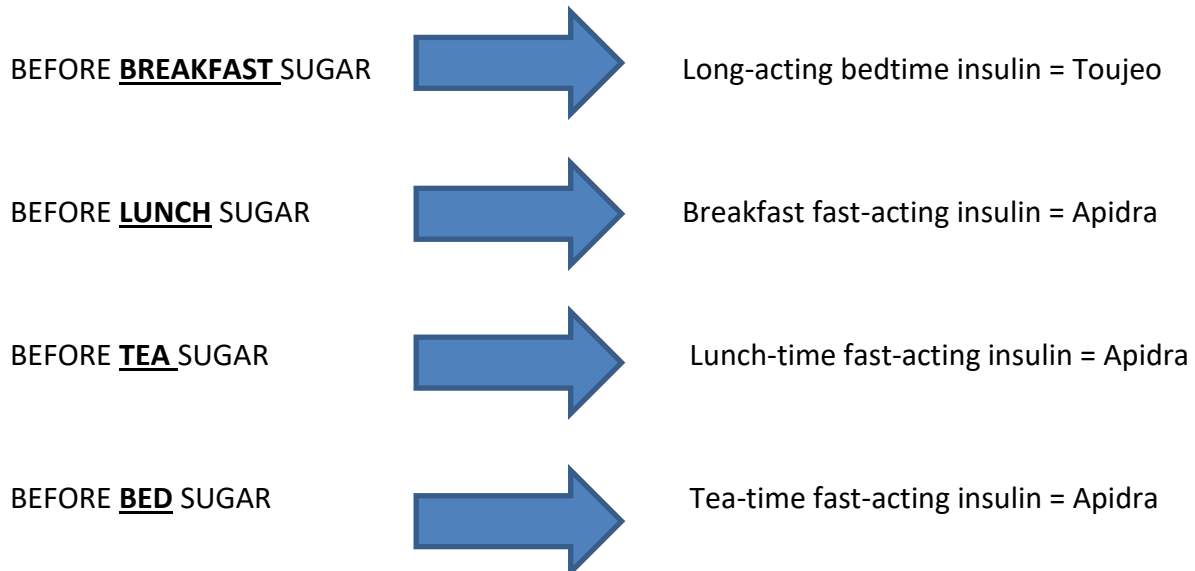 BEFORE BREAKFAST SUGAR Long-acting bedtime insulin = Toujeo
BEFORE LUNCH SUGAR Breakfast fast-acting insulin = Apidra
BEFORE TEA SUGAR Lunch-time fast-acting insulin = Apidra
BEFORE BED SUGAR Tea-time fast-acting insulin = Apidra